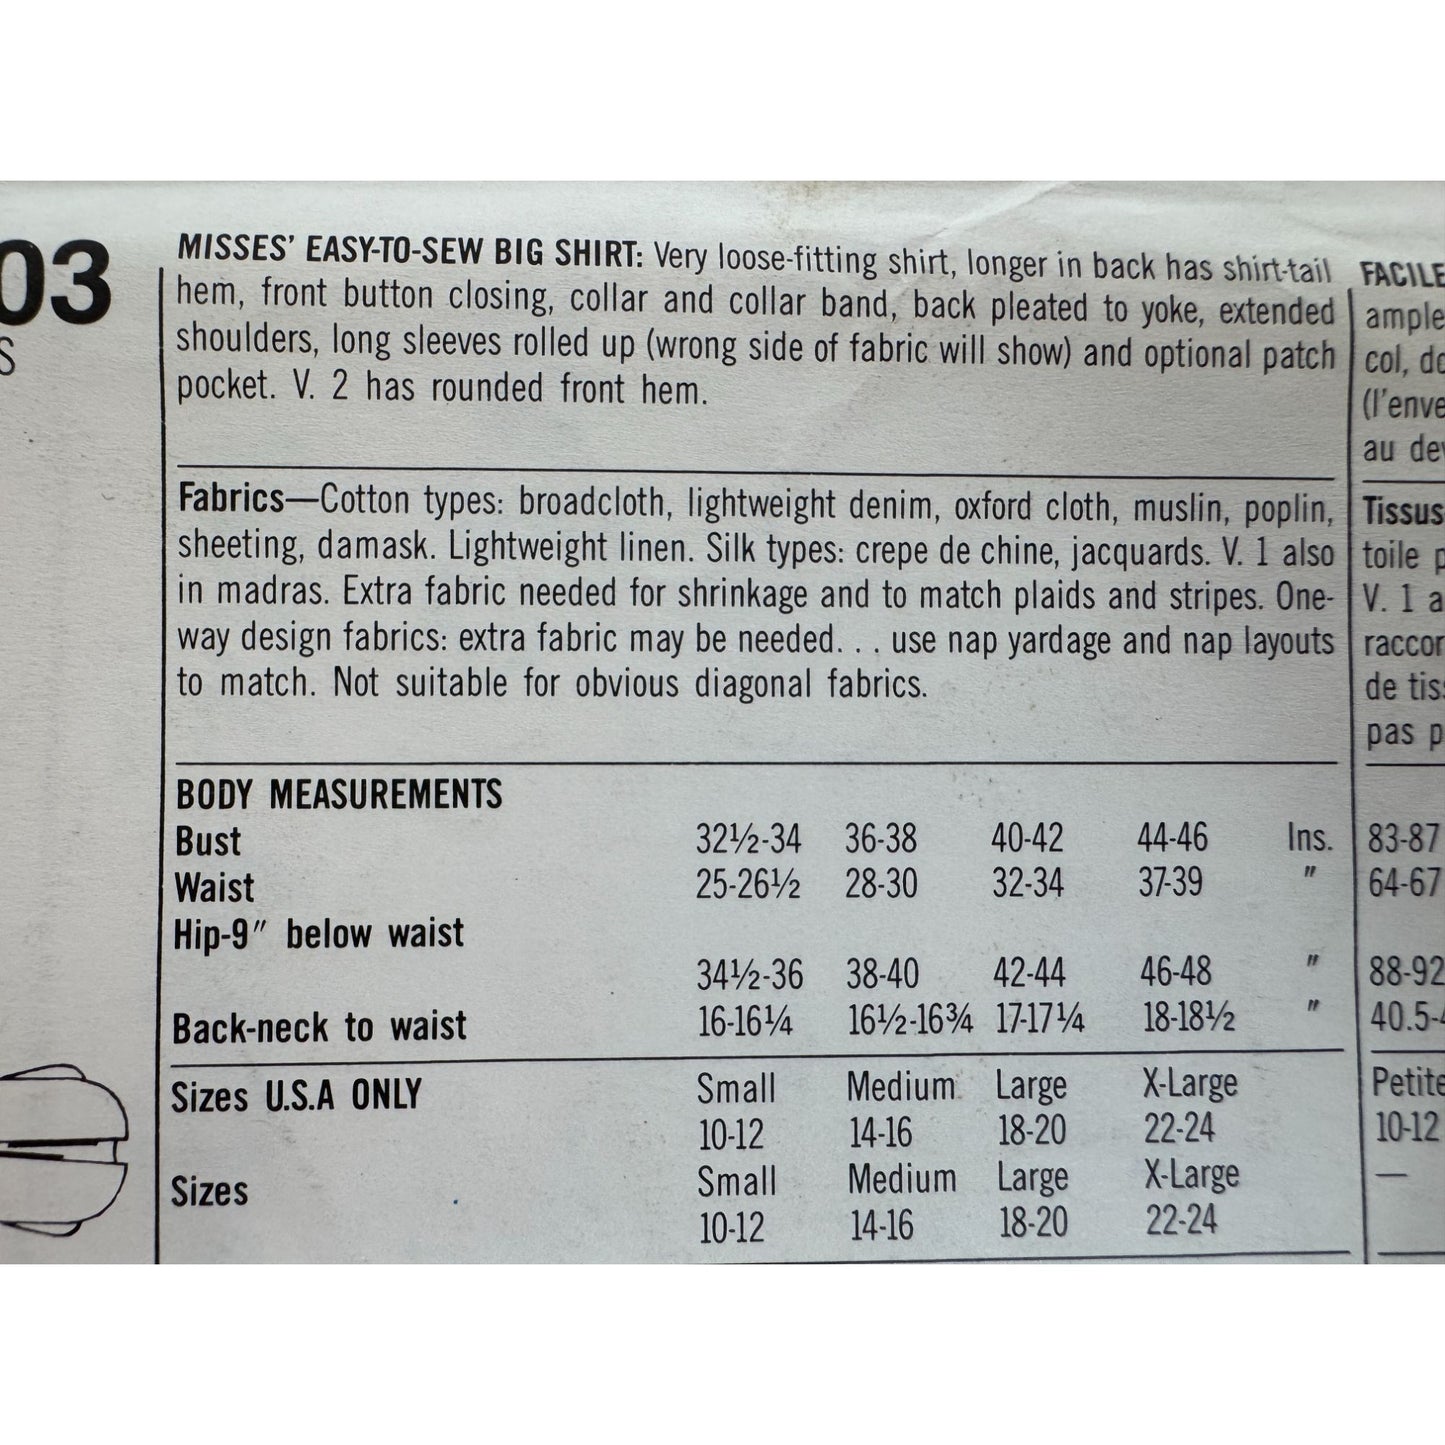 03
S
MISSES' EASY-TO-SEW BIG SHIRT: Very loose-fitting shirt, longer in back has shirt-tail
hem, front button closing, collar and collar band, back pleated to yoke, extended
shoulders, long sleeves rolled up (wrong side of fabric will show) and optional patch
pocket. V. 2 has rounded front hem.
Fabrics—Cotton types: broadcloth, lightweight denim, oxford cloth, muslin, poplin,
sheeting, damask. Lightweight linen. Silk types: crepe de chine, jacquards. V. 1 also
in madras. Extra fabric needed for shrinkage and to match plaids and stripes. One-
way design fabrics: extra fabric may be needed. . . use nap yardage and nap layouts
to match. Not suitable for obvious diagonal fabrics.
BODY MEASUREMENTS
Bust 32½-34 36-38 40-42 44-46 Ins.
Waist 25-26½ 28-30 32-34 37-39 "
Hip-9" below waist
34½-36 38-40 42-44 46-48 "
Back-neck to waist 16-16¼ 16½-16¾ 17-17¼ 18-18½ "
Sizes U.S.A ONLY Small Medium Large X-Large
10-12 14-16 18-20 22-24
Sizes Small Medium Large X-Large
10-12 14-16 18-20 22-24
FACILE
ample
col, do
(l'enve
au dev
Tissus
toile p
V. 1 a
raccor
de tis
pas p
83-87
64-67
88-92
40.5-4
Petite
10-12
—